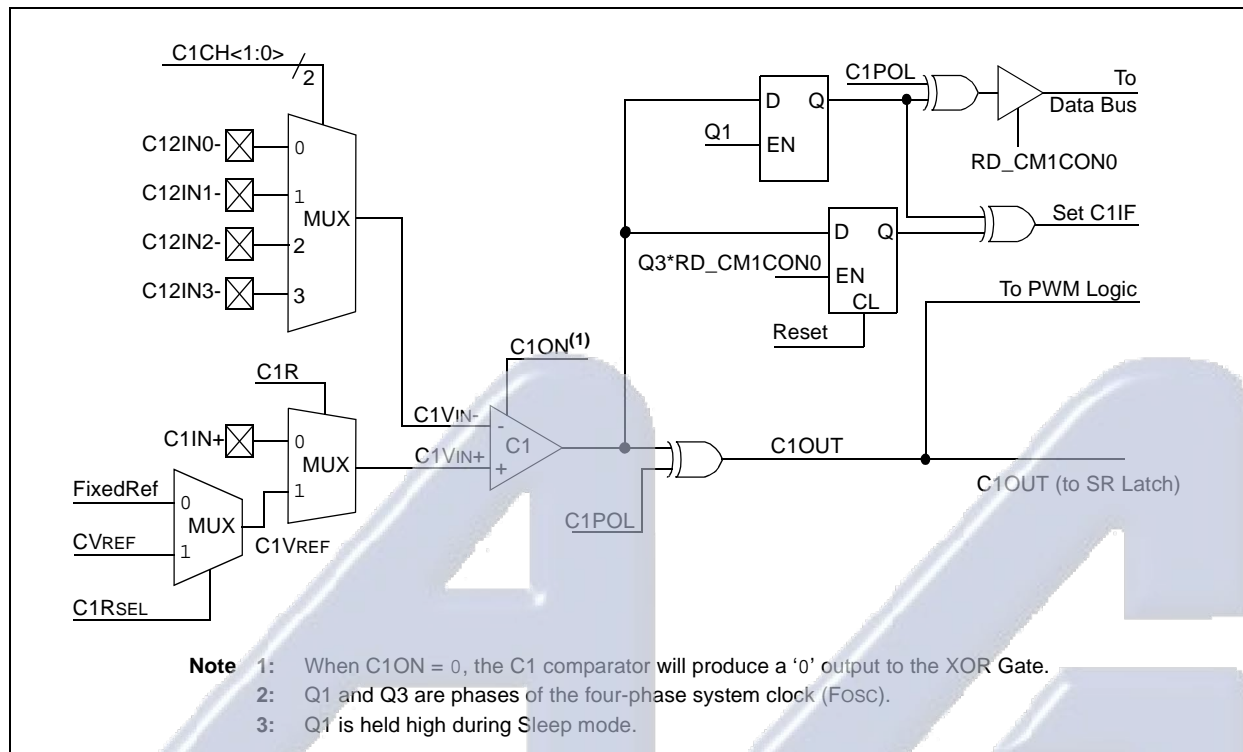 C1CH<1:0>
2
C12IN0-
C12IN1-
C12IN2-
C12IN3-
0
1
2
3
MUX
C1R
C1IN+
0
MUX
1
FixedRef
0
MUX
CVREF
1
C1VREF
C1RSEL
C1ON(1)
C1VIN-
-
C1
C1VIN+
+
C1POL
D Q
Q1
EN
C1POL
To
Data Bus
RD_CM1CON0
D Q
Q3*RD_CM1CON0
EN
CL
Reset
Set C1IF
To PWM Logic
C1OUT
C1OUT (to SR Latch)
Note 1: When C1ON = 0, the C1 comparator will produce a ‘0’ output to the XOR Gate.
2: Q1 and Q3 are phases of the four-phase system clock (FOSC).
3: Q1 is held high during Sleep mode.